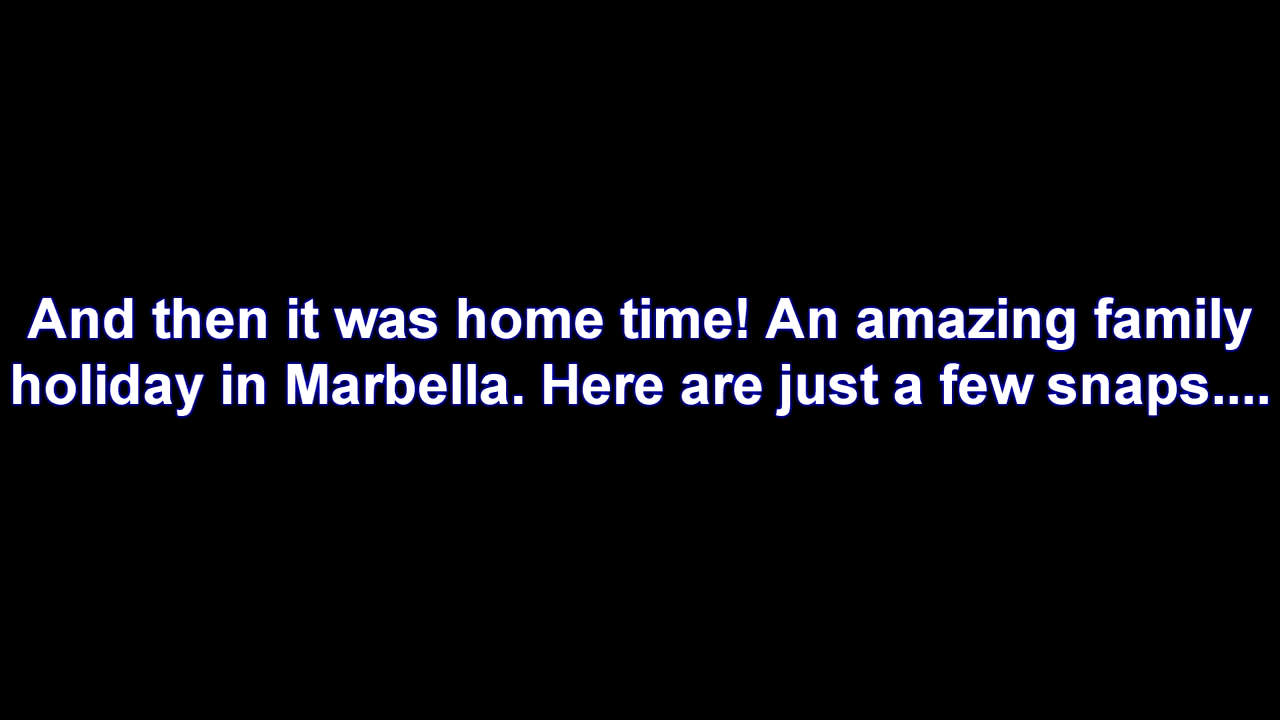 And then it was home time! An amazing family
holiday in Marbella. Here are just a few snaps....